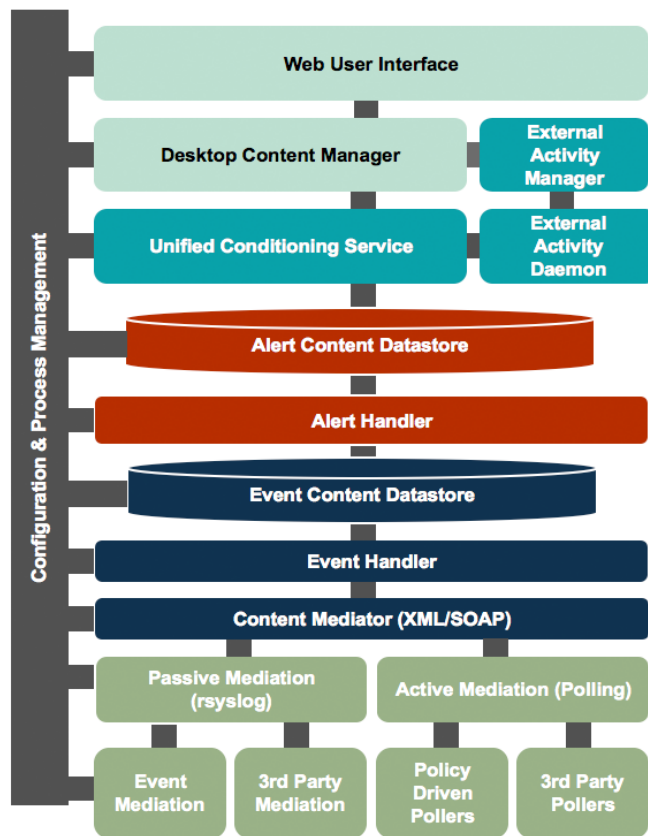 Configuration & Process Management
Web User Interface
Desktop Content Manager
External
Activity
Manager
Unified Conditioning Service
External
Activity
Daemon
Alert Content Datastore
Alert Handler
Event Content Datastore
Event Handler
Content Mediator (XML/SOAP)
Passive Mediation
(rsyslog)
Active Mediation (Polling)
Event
Mediation
3rd Party
Mediation
Policy
Driven
Pollers
3rd Party
Pollers